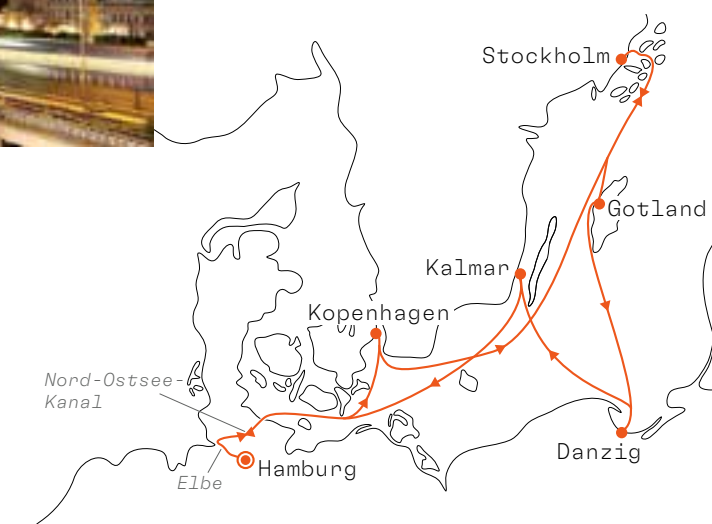 Stockholm
Gotland
Kalmar
Kopenhagen
Nord-Ostsee-
Kanal
Danzig
Hamburg
Elbe